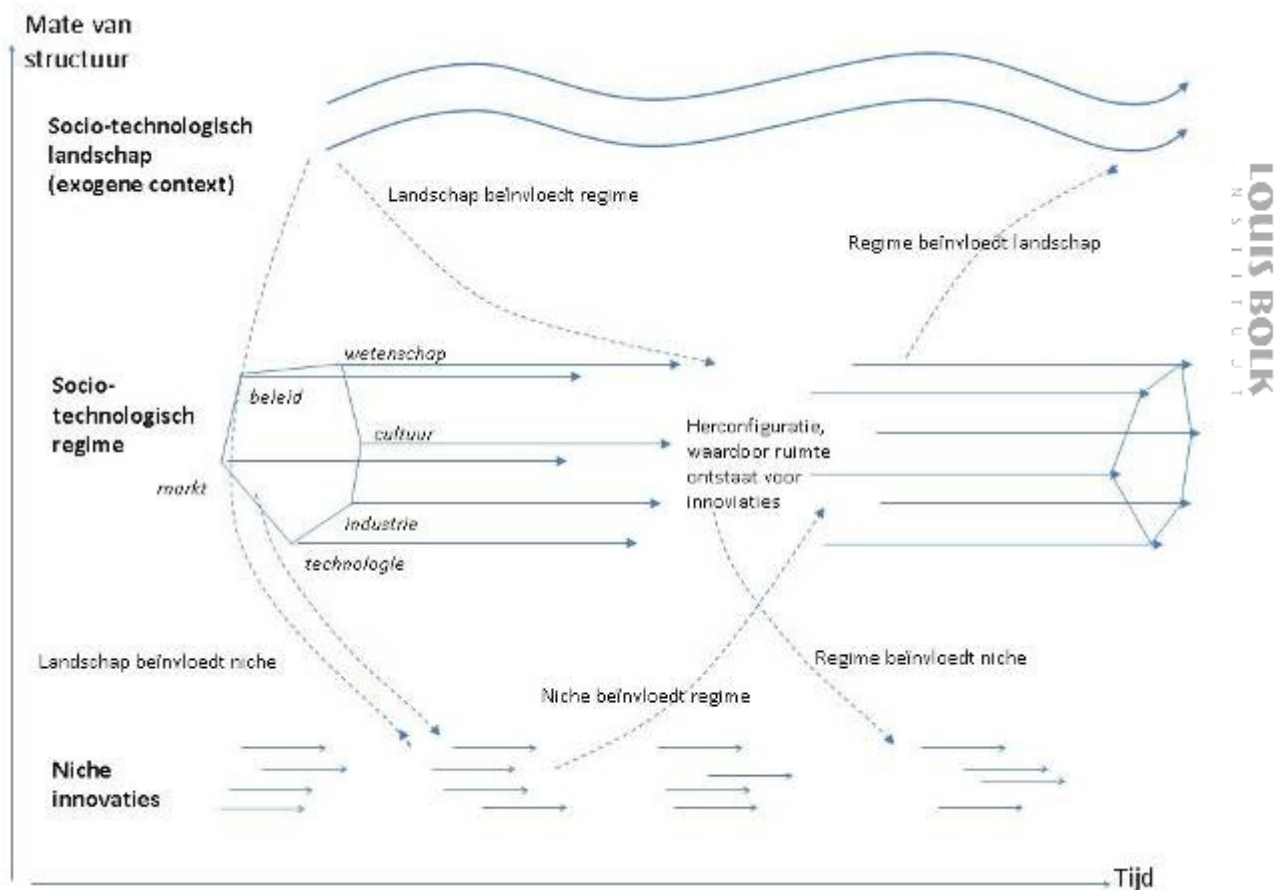 Mate van
structuur
Socio-technologisch
landschap
(exogene context)
Landschap beïnvloedt regime
Regime beïnvloedt landschap
LOUIS BOLK
INSTITUUT
Socio-
technologisch
regime
wetenschap
beleid
cultuur
markt
industrie
technologie
Herconfiguratie,
waardoor ruimte
ontstaat voor
innoviaties
Landschap beïnvloedt niche
Niche beïnvloedt regime
Regime beïnvloedt niche
Niche
innovaties
Tijd